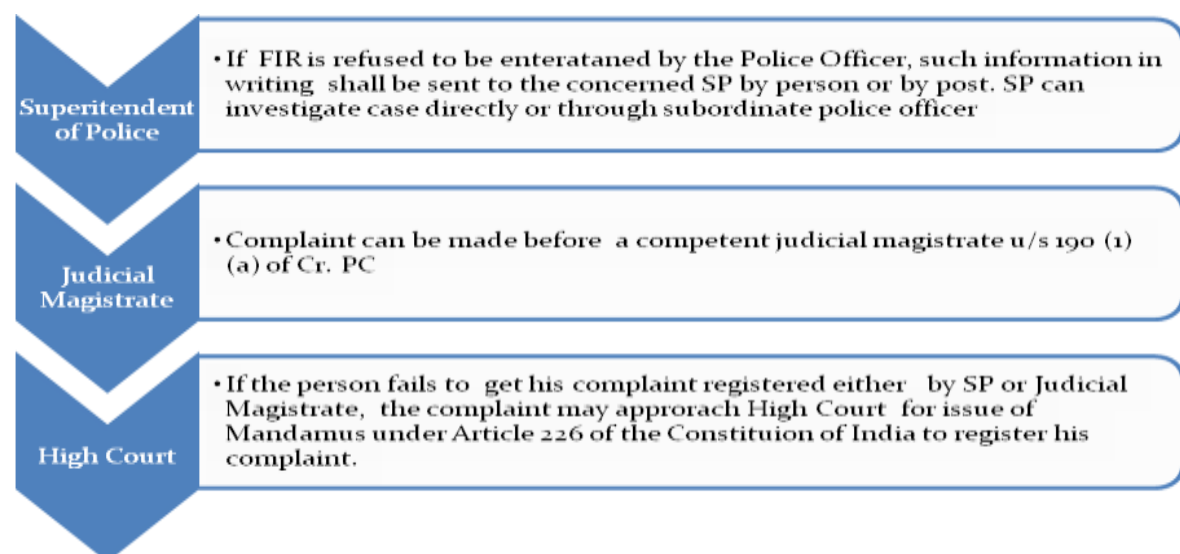 Superitendent
of Police
• If FIR is refused to be enterataned by the Police Officer, such information in
writing shall be sent to the concerned SP by person or by post. SP can
investigate case directly or through subordinate police officer
Judicial
Magistrate
• Complaint can be made before a competent judicial magistrate u/s 190 (1)
(a) of Cr. PC
High Court
• If the person fails to get his complaint registered either by SP or Judicial
Magistrate, the complaint may approrach High Court for issue of
Mandamus under Article 226 of the Constituion of India to register his
complaint.